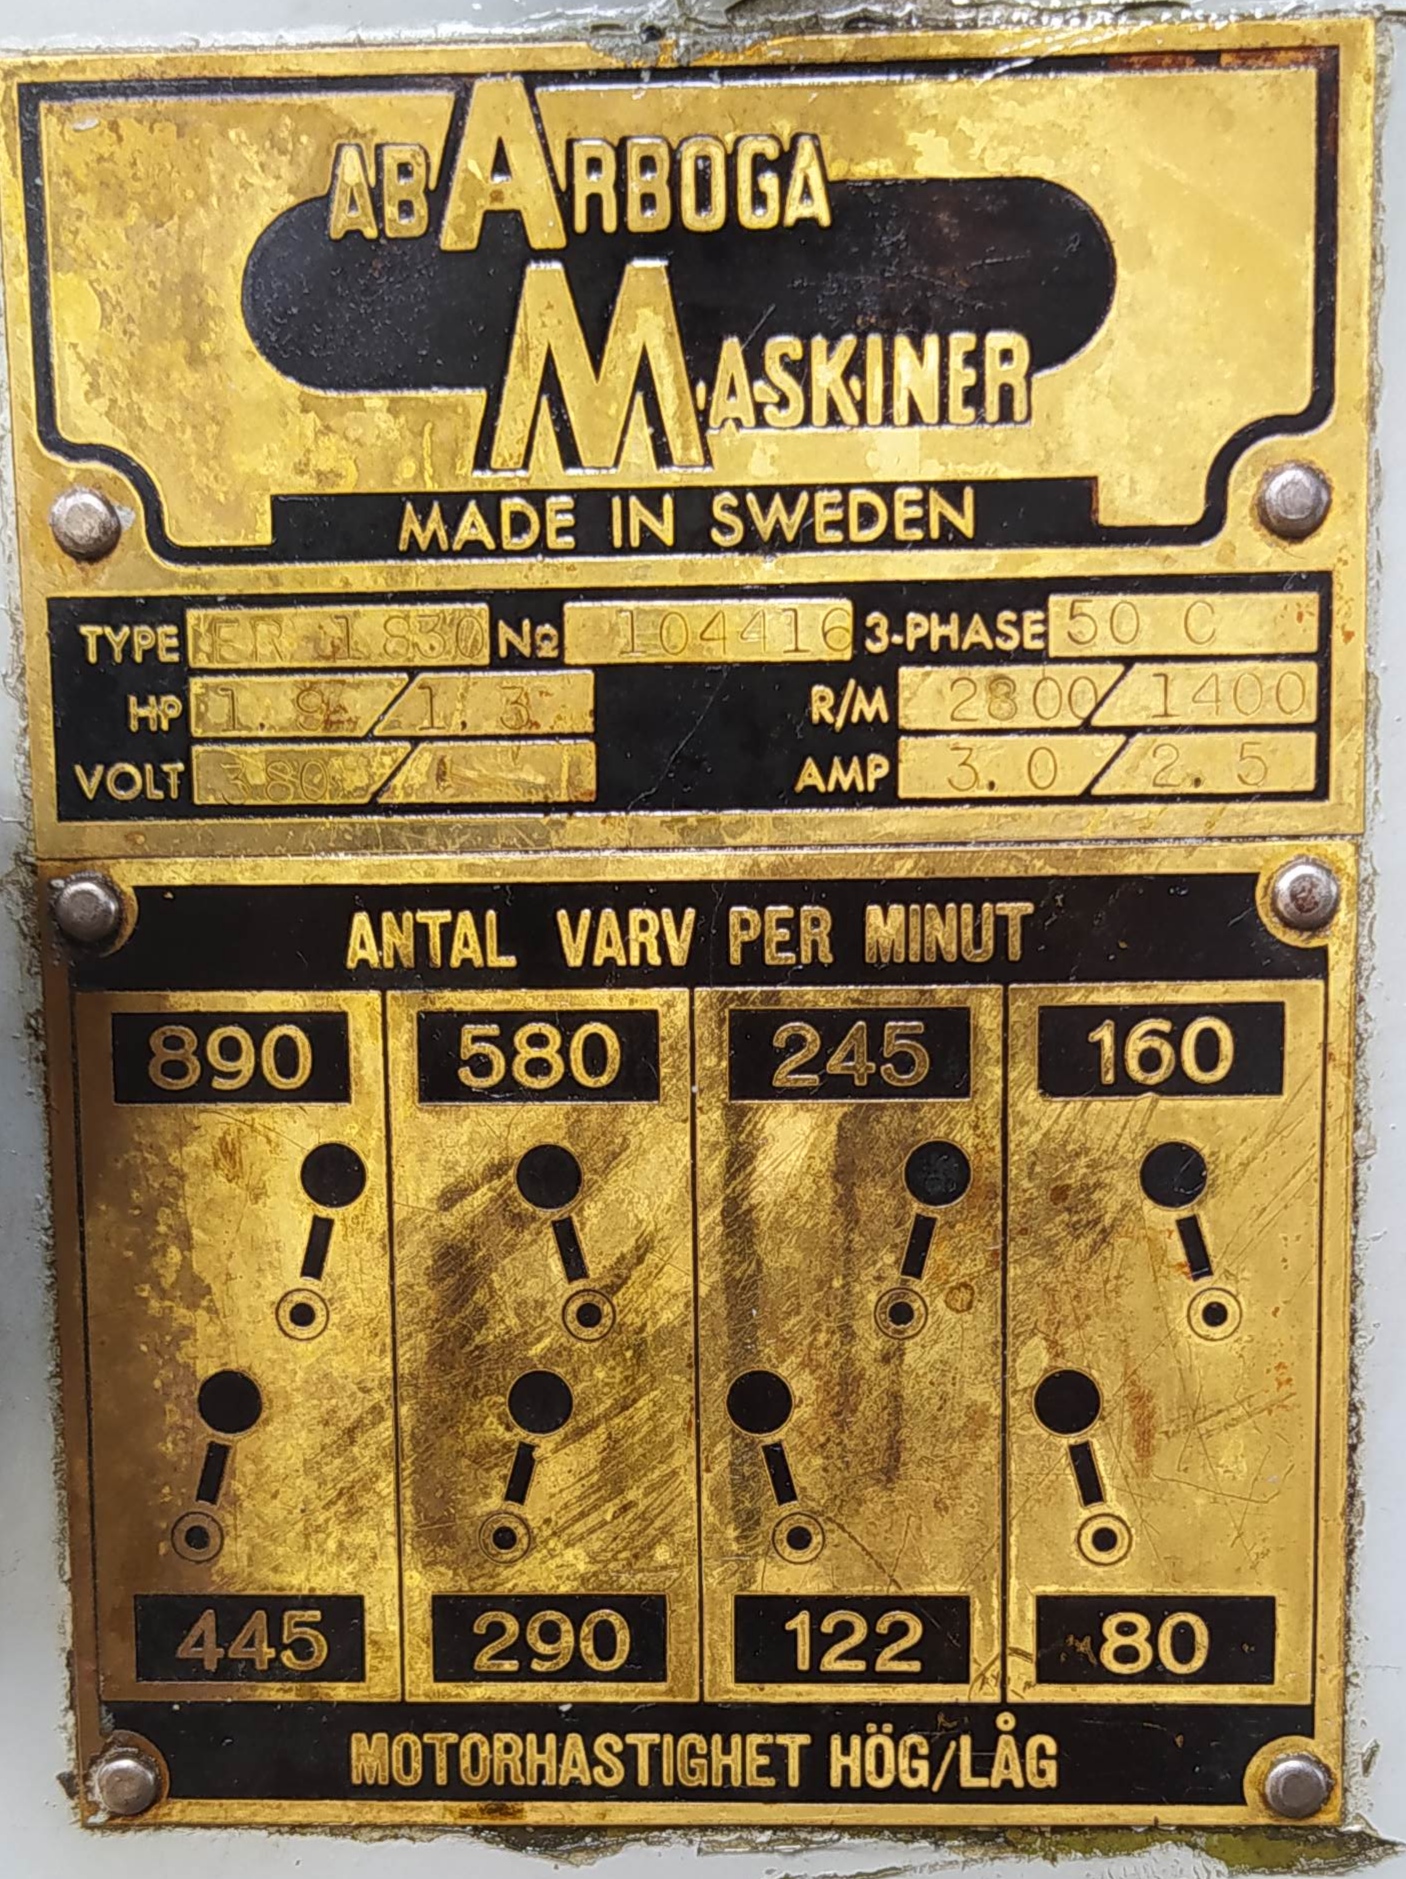 AB ARBOGA
MASKINER
MADE IN SWEDEN
TYPE ER 1830 No 104416 3-PHASE 50 C
HP 1.9/1.3 R/M 2800/1400
VOLT 380/ AMP 3.0/2.5
ANTAL VARV PER MINUT
890 580 245 160
445 290 122 80
MOTORHASTIGHET HÖG/LÅG